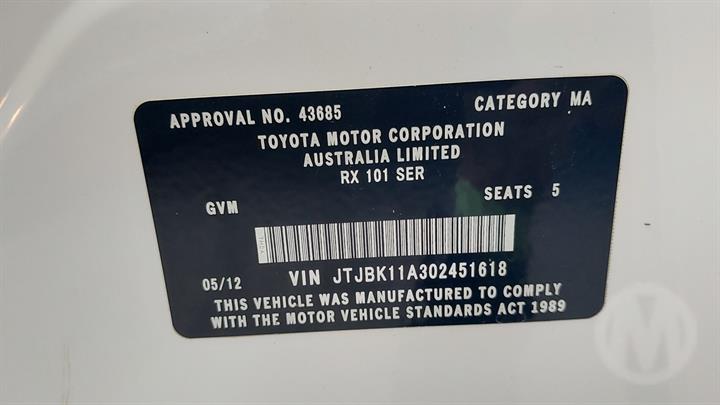 APPROVAL NO. 43685 CATEGORY MA
TOYOTA MOTOR CORPORATION
AUSTRALIA LIMITED
RX 101 SER
GVM SEATS 5
05/12 VIN JTJBK11A302451618
THIS VEHICLE WAS MANUFACTURED TO COMPLY
WITH THE MOTOR VEHICLE STANDARDS ACT 1989
M